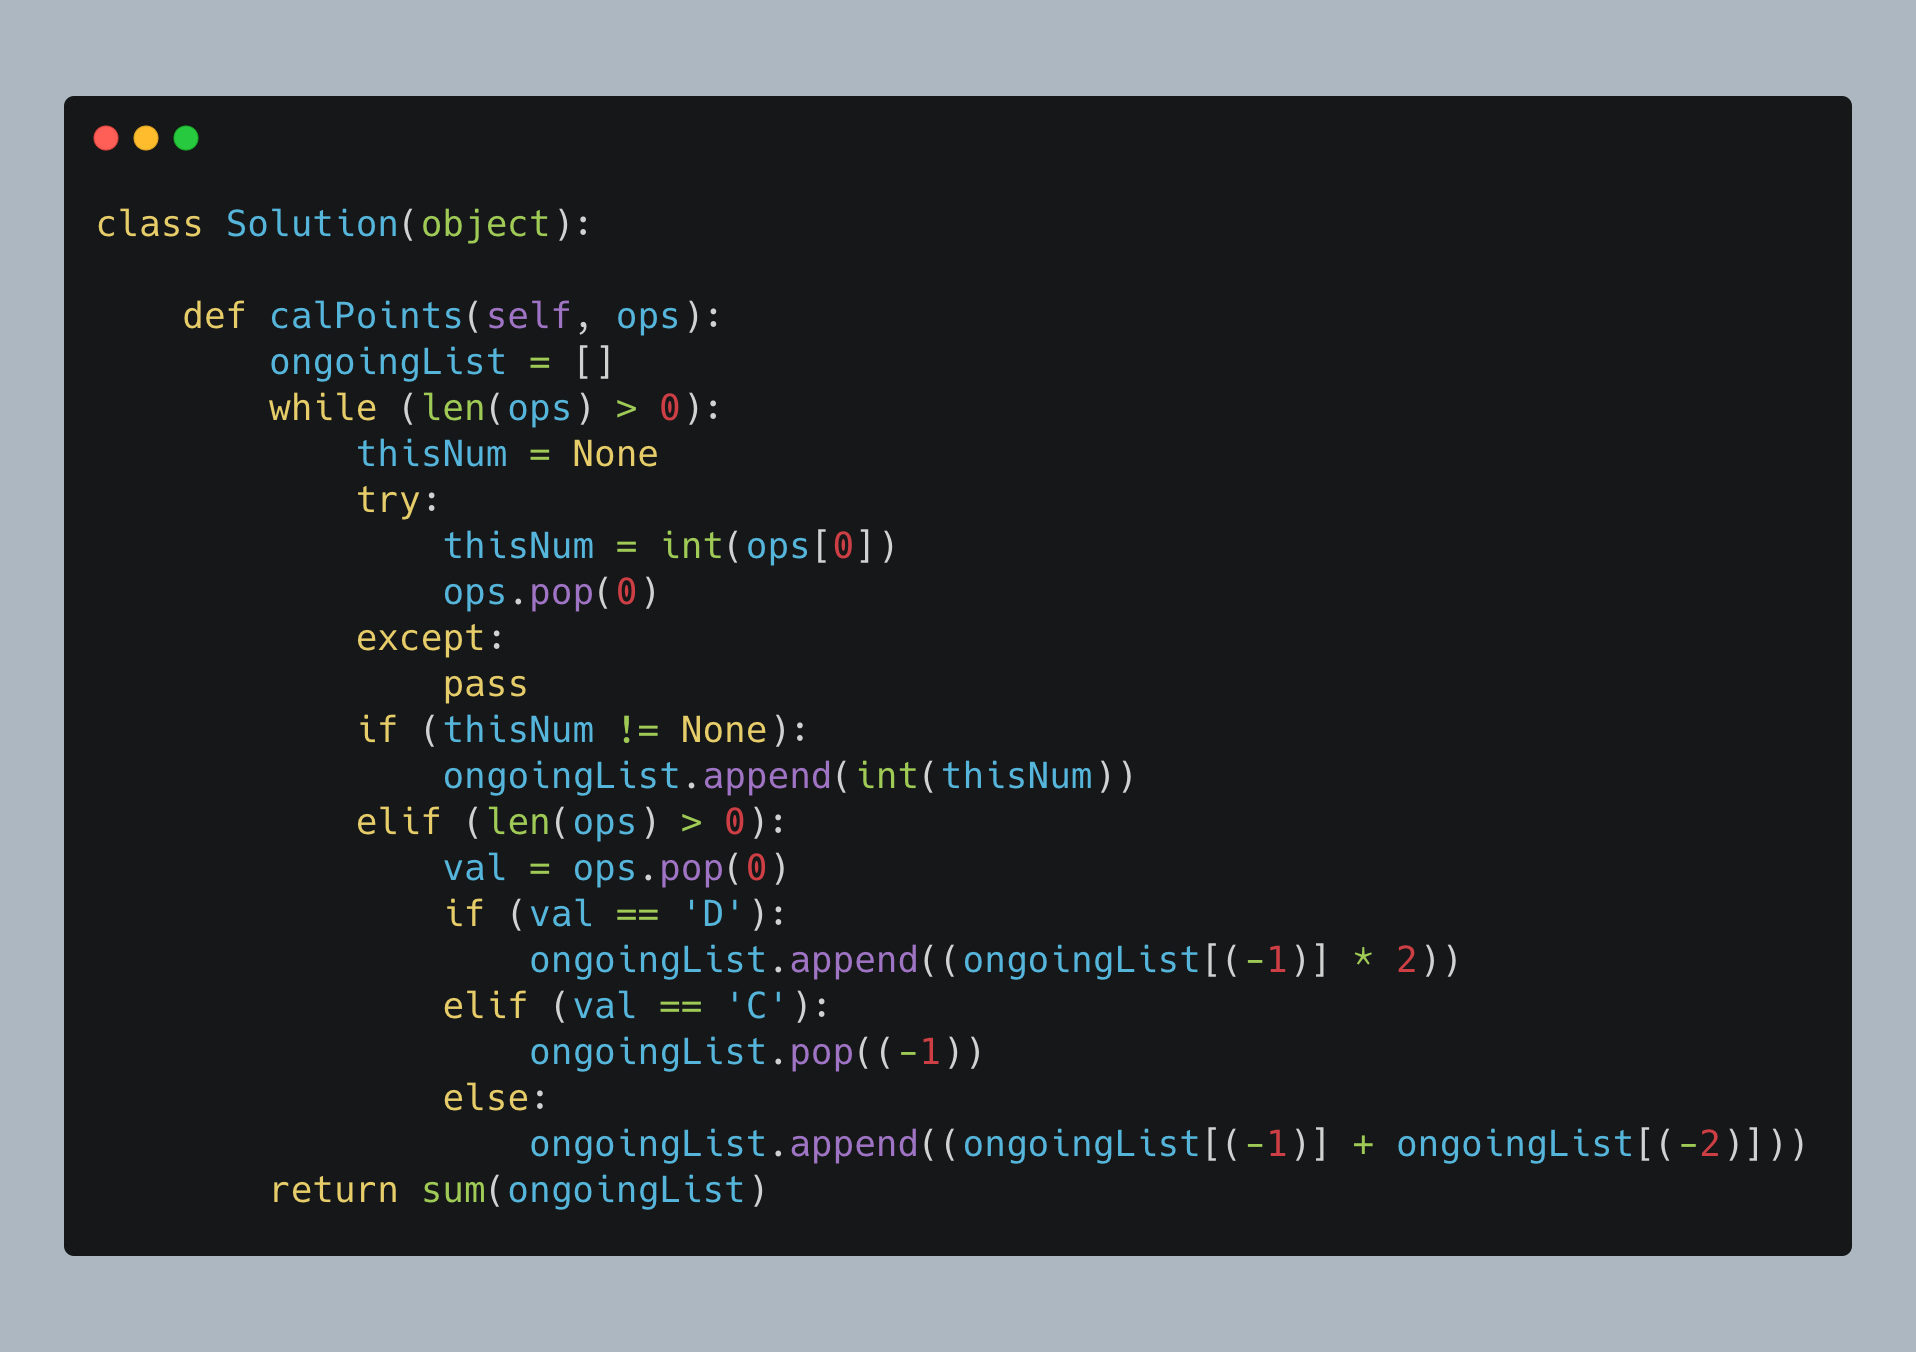 class Solution(object):

    def calPoints(self, ops):
        ongoingList = []
        while (len(ops) > 0):
            thisNum = None
            try:
                thisNum = int(ops[0])
                ops.pop(0)
            except:
                pass
            if (thisNum != None):
                ongoingList.append(int(thisNum))
            elif (len(ops) > 0):
                val = ops.pop(0)
                if (val == 'D'):
                    ongoingList.append((ongoingList[(-1)] * 2))
                elif (val == 'C'):
                    ongoingList.pop((-1))
                else:
                    ongoingList.append((ongoingList[(-1)] + ongoingList[(-2)]))
        return sum(ongoingList)